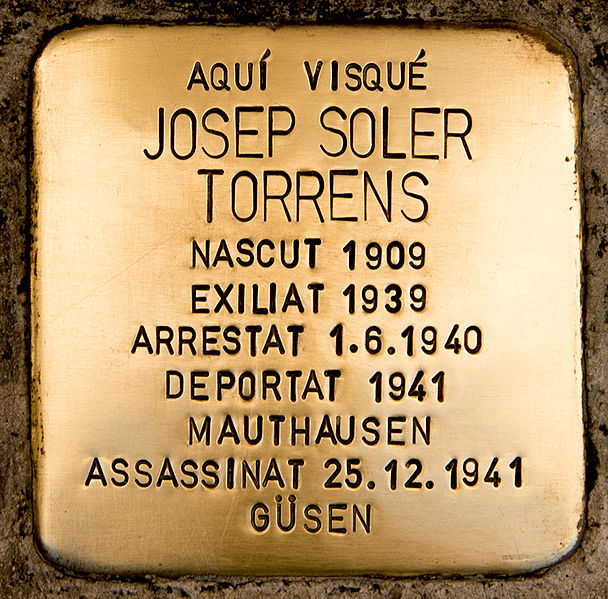 AQUÍ VISQUÉ
JOSEP SOLER
TORRENS
NASCUT 1909
EXILIAT 1939
ARRESTAT 1.6.1940
DEPORTAT 1941
MAUTHAUSEN
ASSASSINAT 25.12.1941
GÜSEN